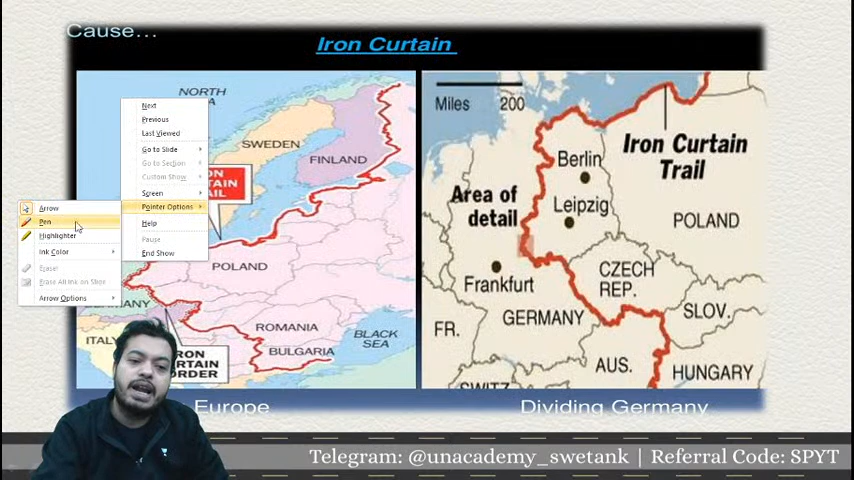 Cause...
Iron Curtain
NORTH
SWEDEN
FINLAND
POLAND
ROMANIA
BULGARIA
BLACK
SEA
ITALY
CURTAIN
Next
Previous
Last Viewed
Go to Slide
Go to Section
Custom Show
Screen
Pointer Options
Help
Pause
End Show
Arrow
Pen
Highlighter
Ink Color
Eraser
Erase All Ink on Slide
Arrow Options
Europe
Miles 200
Iron Curtain
Trail
Berlin
Area of
detail
Leipzig
POLAND
Frankfurt
CZECH
REP.
GERMANY
SLOV.
FR.
AUS.
HUNGARY
SWITZ.
Dividing Germany
Telegram: @unacademy_swetank | Referral Code: SPYT